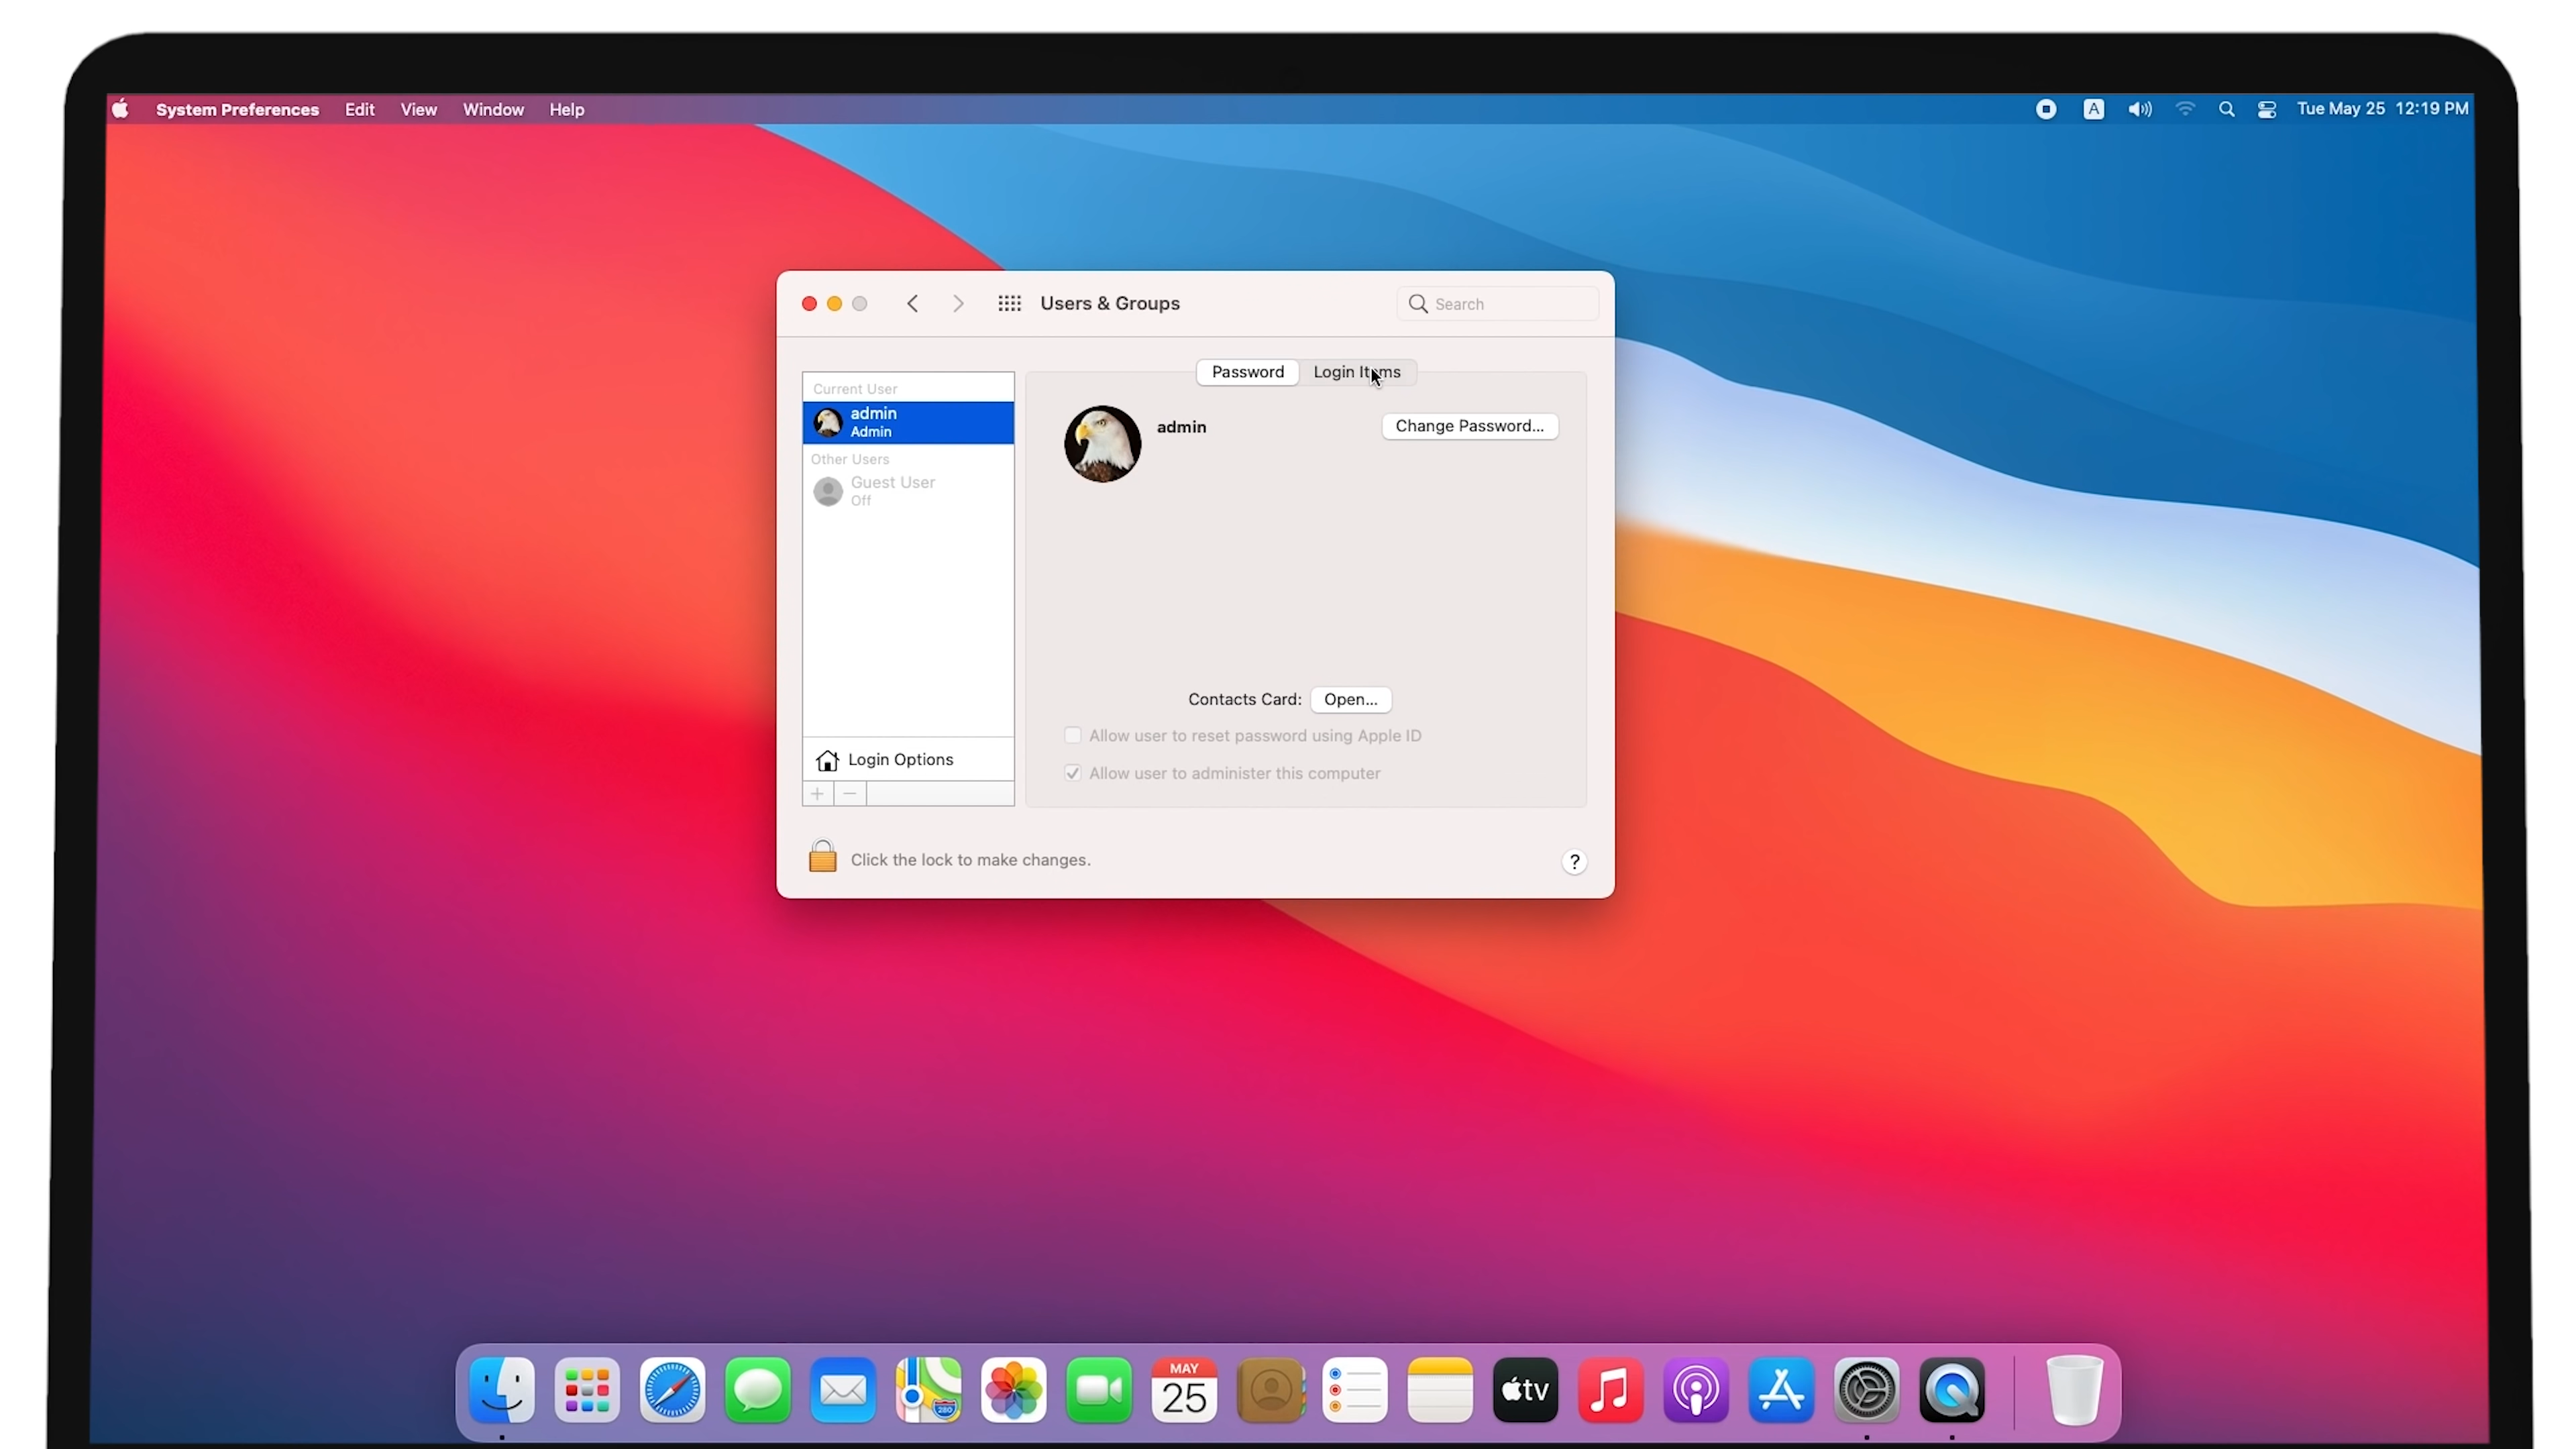 System Preferences Edit View Window Help
A Tue May 25 12:19 PM
Users & Groups
Search
Password Login Items
Current User
admin
Admin
Other Users
Guest User
Off
Login Options
admin
Change Password...
Contacts Card: Open...
Allow user to reset password using Apple ID
Allow user to administer this computer
Click the lock to make changes.
?
280
MAY
25
tv